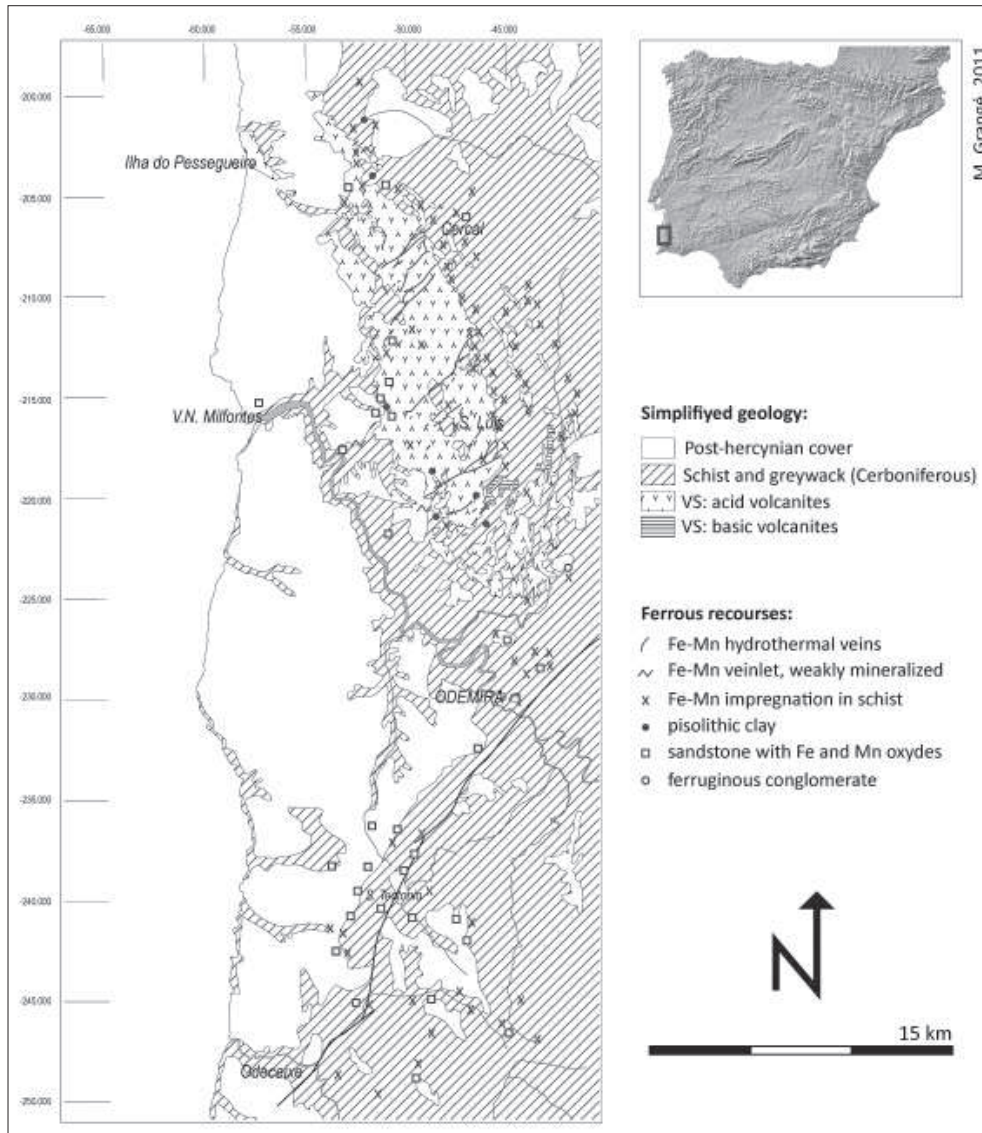 -65.000 -60.000 -55.000 -50.000 -45.000
-200.000
Ilha do Pessegueiro
-205.000
Cercal
-210.000
-215.000
V.N. Milfontes
S. Luis
-220.000
-225.000
-230.000
ODEMIRA
-235.000
-240.000
S. Teotonio
-245.000
Odeceixe
-250.000
M. Grangé, 2011
Simplifiyed geology:
Post-hercynian cover
Schist and greywack (Cerboniferous)
VS: acid volcanites
VS: basic volcanites
Ferrous recourses:
Fe-Mn hydrothermal veins
Fe-Mn veinlet, weakly mineralized
Fe-Mn impregnation in schist
pisolithic clay
sandstone with Fe and Mn oxydes
ferruginous conglomerate
N
15 km